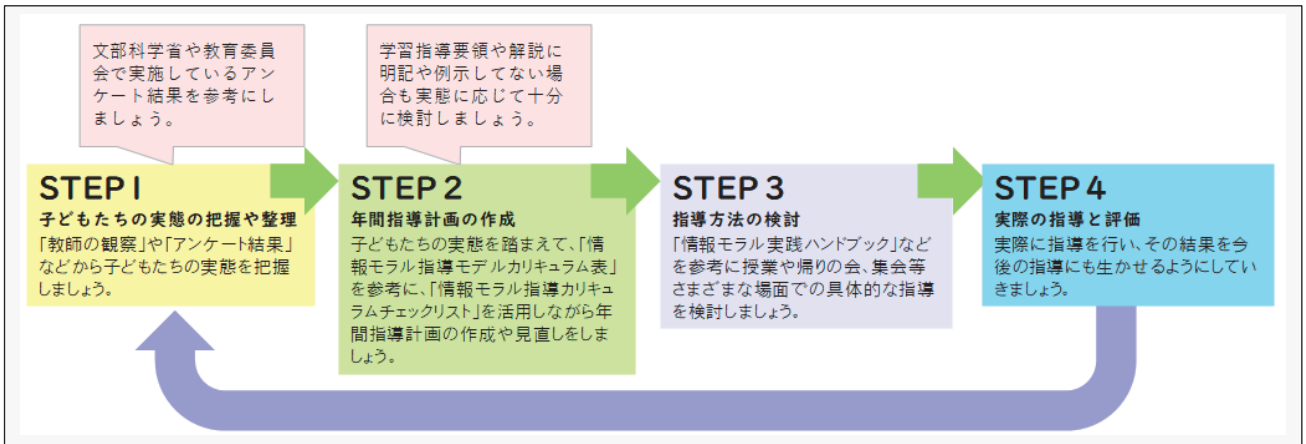 文部科学省や教育委員
会で実施しているアン
ケート結果を参考にし
ましょう。
学習指導要領や解説に
明記や例示してない場
合も実態に応じて十分
に検討しましょう。
STEP1
子どもたちの実態の把握や整理
「教師の観察」や「アンケート結果」
などから子どもたちの実態を把握
しましょう。
STEP2
年間指導計画の作成
子どもたちの実態を踏まえて、「情
報モラル指導モデルカリキュラム表」
を参考に、「情報モラル指導カリキュ
ラムチェックリスト」を活用しながら年
間指導計画の作成や見直しをしま
しょう。
STEP3
指導方法の検討
「情報モラル実践ハンドブック」など
を参考に授業や帰りの会、集会等
さまざまな場面での具体的な指導
を検討しましょう。
STEP4
実際の指導と評価
実際に指導を行い、その結果を今
後の指導にも生かせるようにしてい
きましょう。